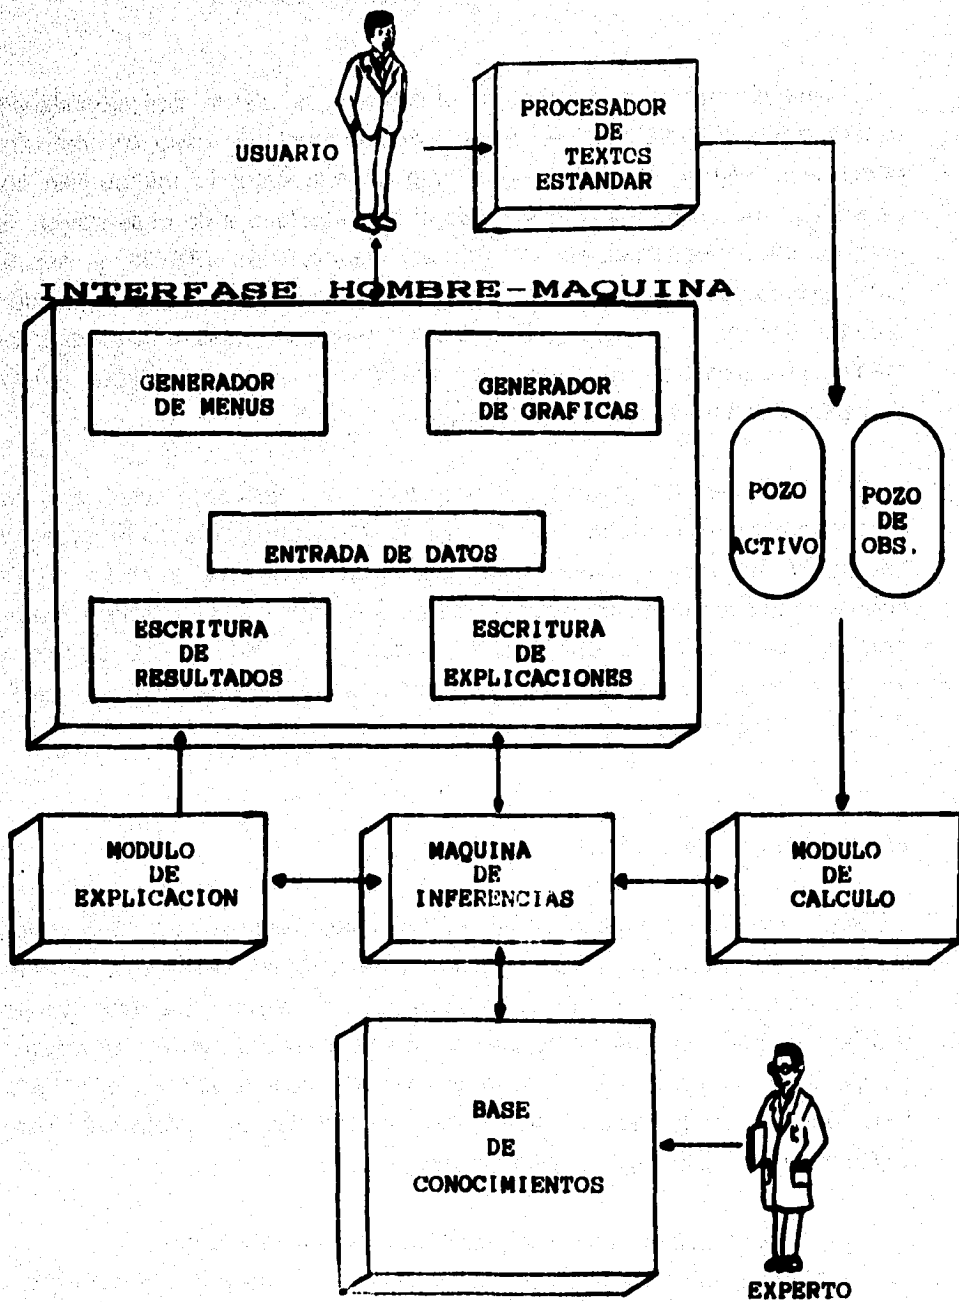 PROCESADOR
DE
TEXTOS
ESTANDAR
USUARIO
INTERFASE HOMBRE-MAQUINA
GENERADOR
DE MENUS
GENERADOR
DE GRAFICAS
ENTRADA DE DATOS
ESCRITURA
DE
RESULTADOS
ESCRITURA
DE
EXPLICACIONES
POZO
ACTIVO
POZO
DE
OBS.
MODULO
DE
EXPLICACION
MAQUINA
DE
INFERENCIAS
MODULO
DE
CALCULO
BASE
DE
CONOCIMIENTOS
EXPERTO